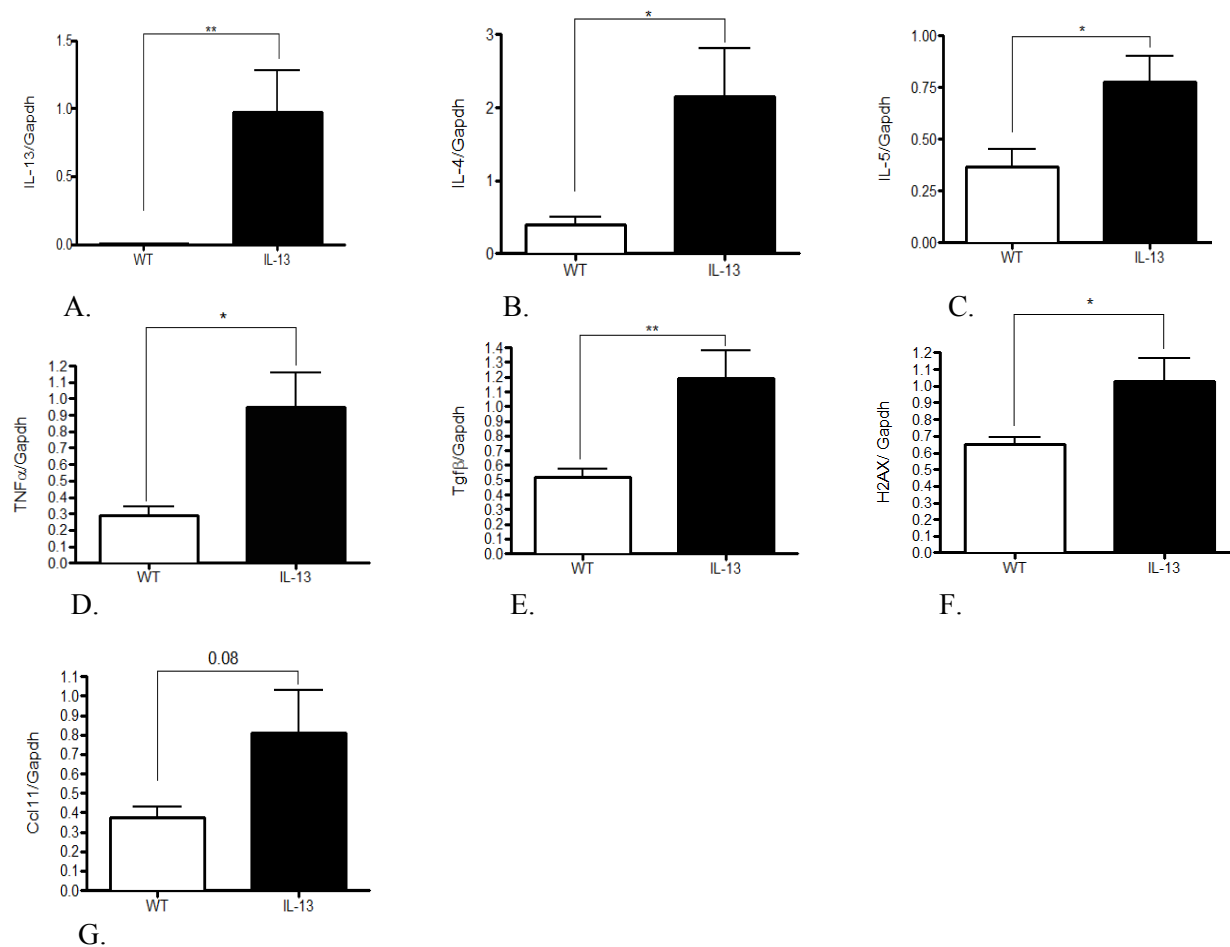 **
1.5
1.0
0.5
0.0
IL-13/Gapdh
WT
IL-13
A.
*
3
2
1
0
IL-4/Gapdh
WT
IL-13
B.
*
1.00
0.75
0.50
0.25
0.00
IL-5/Gapdh
WT
IL-13
C.
*
1.2
1.1
1.0
0.9
0.8
0.7
0.6
0.5
0.4
0.3
0.2
0.1
0.0
TNFα/Gapdh
WT
IL-13
D.
**
1.4
1.3
1.2
1.1
1.0
0.9
0.8
0.7
0.6
0.5
0.4
0.3
0.2
0.1
0.0
Tgfβ/Gapdh
WT
IL-13
E.
*
1.2
1.1
1.0
0.9
0.8
0.7
0.6
0.5
0.4
0.3
0.2
0.1
0.0
H2AX/ Gapdh
WT
IL-13
F.
0.08
1.1
1.0
0.9
0.8
0.7
0.6
0.5
0.4
0.3
0.2
0.1
0.0
Ccl11/Gapdh
WT
IL-13
G.